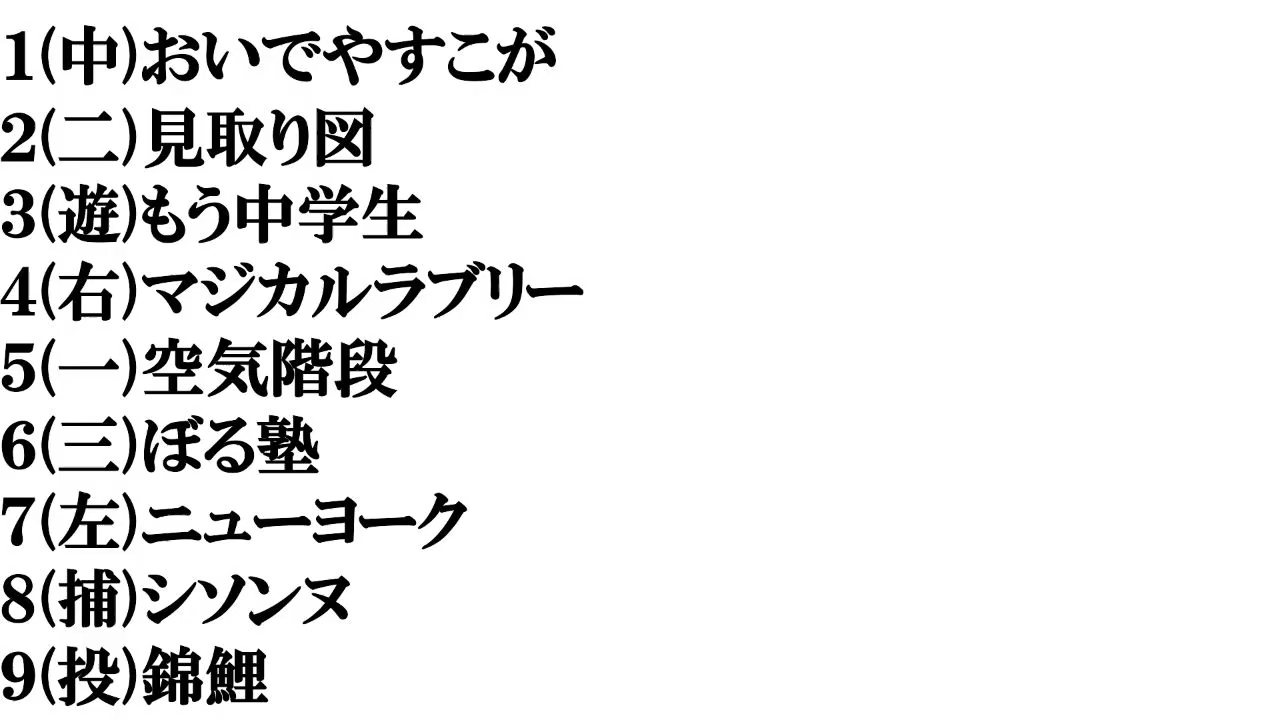 1(中)おいでやすこが
2(二)見取り図
3(遊)もう中学生
4(右)マジカルラブリー
5(一)空気階段
6(三)ぼる塾
7(左)ニューヨーク
8(捕)シソンヌ
9(投)錦鯉